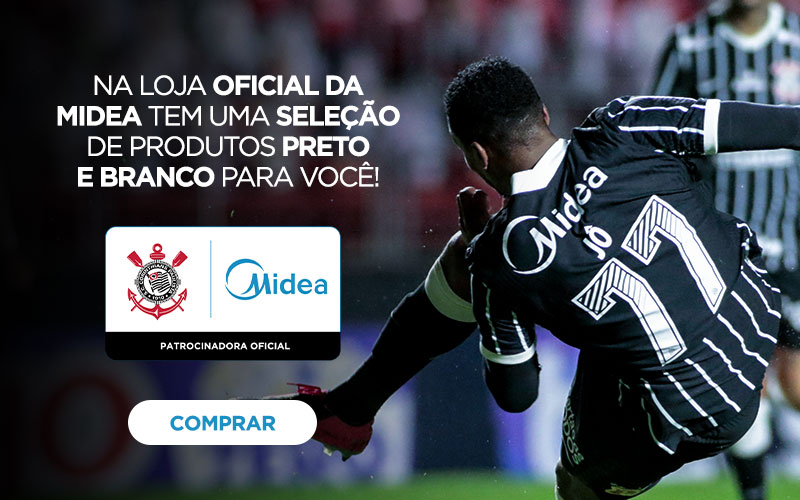 NA LOJA OFICIAL DA
MIDEA TEM UMA SELEÇÃO
DE PRODUTOS PRETO
E BRANCO PARA VOCÊ!
Midea
PATROCINADORA OFICIAL
COMPRAR
Midea
JÔ
77